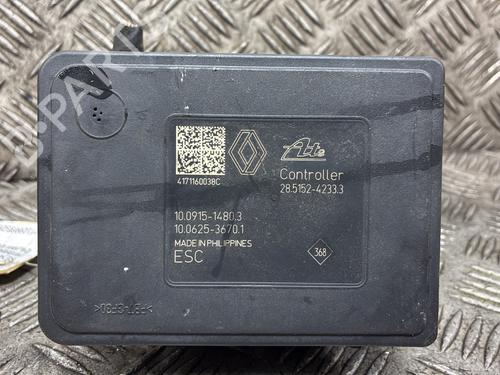 Ate
4171160038C
Controller
28.5152-4233.3
10.0915-1480.3
10.0625-3670.1
MADE IN PHILIPPINES
ESC
368